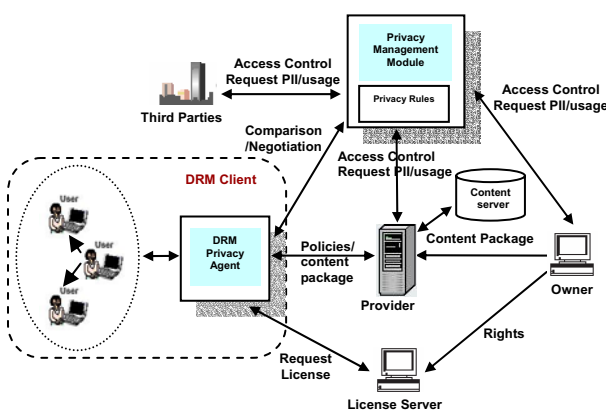 Privacy
Management
Module
Privacy Rules
Access Control
Request PII/usage
Third Parties
Access Control
Request PII/usage
Comparison
/Negotiation
Access Control
Request PII/usage
DRM Client
Content
server
User
User
User
DRM
Privacy
Agent
Policies/
content
package
Content Package
Provider
Owner
Rights
Request
License
License Server